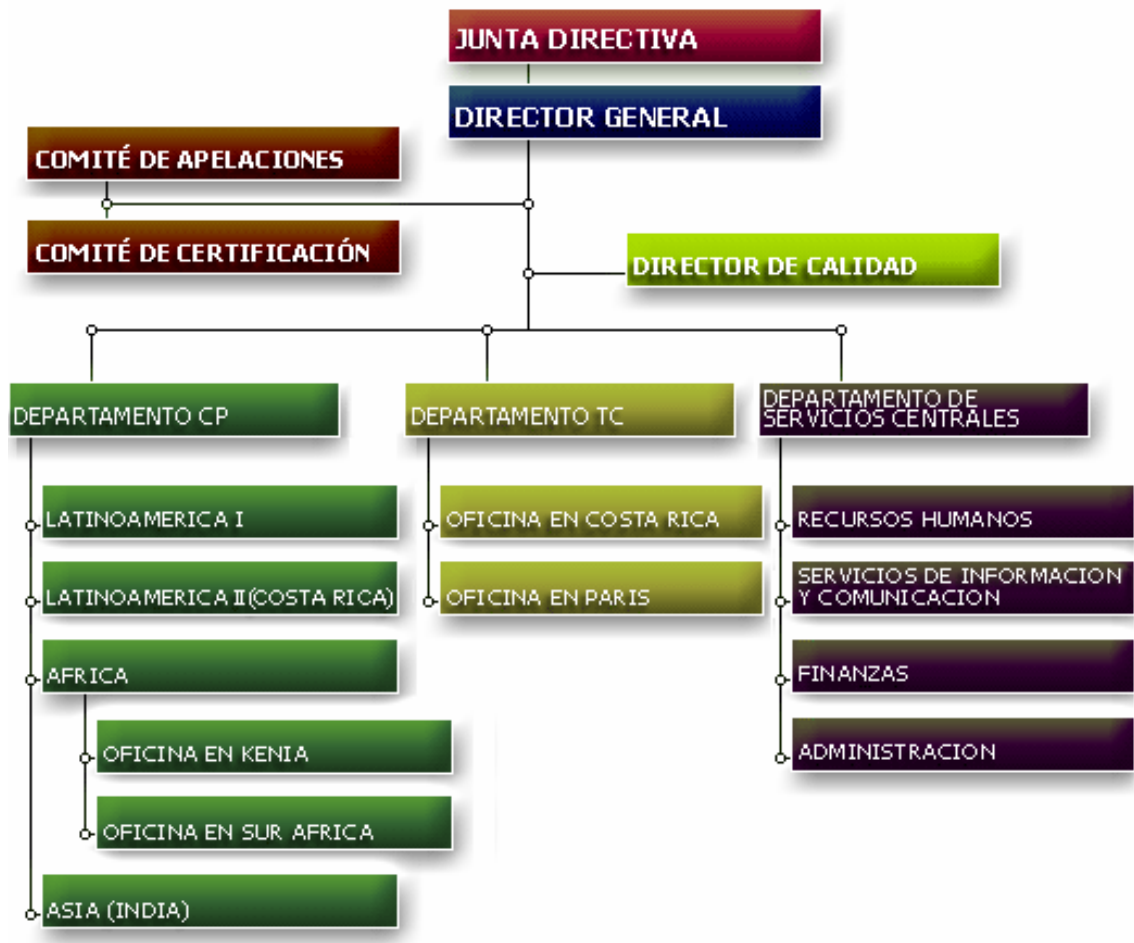 JUNTA DIRECTIVA
DIRECTOR GENERAL
COMITÉ DE APELACIONES
COMITÉ DE CERTIFICACIÓN
DIRECTOR DE CALIDAD
DEPARTAMENTO CP
LATINOAMERICA I
LATINOAMERICA II(COSTA RICA)
AFRICA
OFICINA EN KENIA
OFICINA EN SUR AFRICA
ASIA (INDIA)
DEPARTAMENTO TC
OFICINA EN COSTA RICA
OFICINA EN PARIS
DEPARTAMENTO DE
SERVICIOS CENTRALES
RECURSOS HUMANOS
SERVICIOS DE INFORMACION
Y COMUNICACION
FINANZAS
ADMINISTRACION